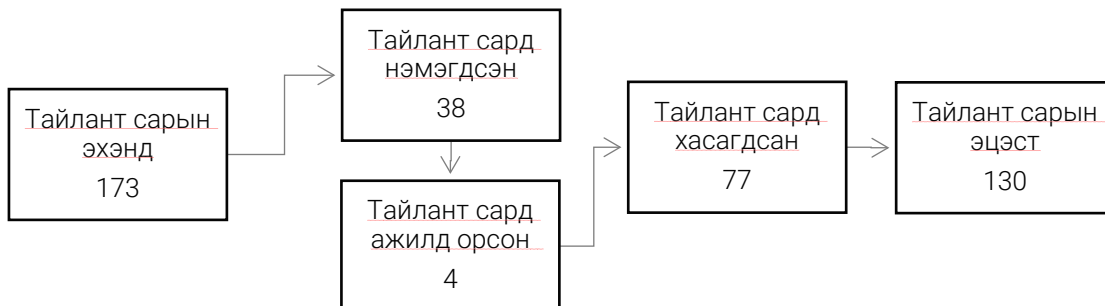 Тайлант сарын
эхэнд
173
Тайлант сард
нэмэгдсэн
38
Тайлант сард
ажилд орсон
4
Тайлант сард
хасагдсан
77
Тайлант сарын
эцэст
130